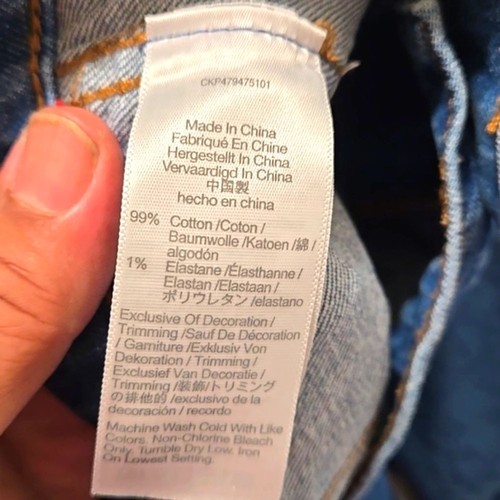 CKP479475101
Made In China
Fabriqué En Chine
Hergestellt In China
Vervaardigd In China
中国製
hecho en china
99% Cotton /Coton /
Baumwolle /Katoen /綿 /
algodón
1% Elastane /Élasthanne /
Elastan /Elastaan /
ポリウレタン /elastano
Exclusive Of Decoration /
Trimming /Sauf De Décoration
/ Garniture /Exklusiv Von
Dekoration / Trimming /
Exclusief Van Decoratie /
Trimming /装飾/トリミング
の排他的 /exclusivo de la
decoración / recordo
Machine Wash Cold With Like
Colors. Non-Chlorine Bleach
Only. Tumble Dry Low. Iron
On Lowest Setting.